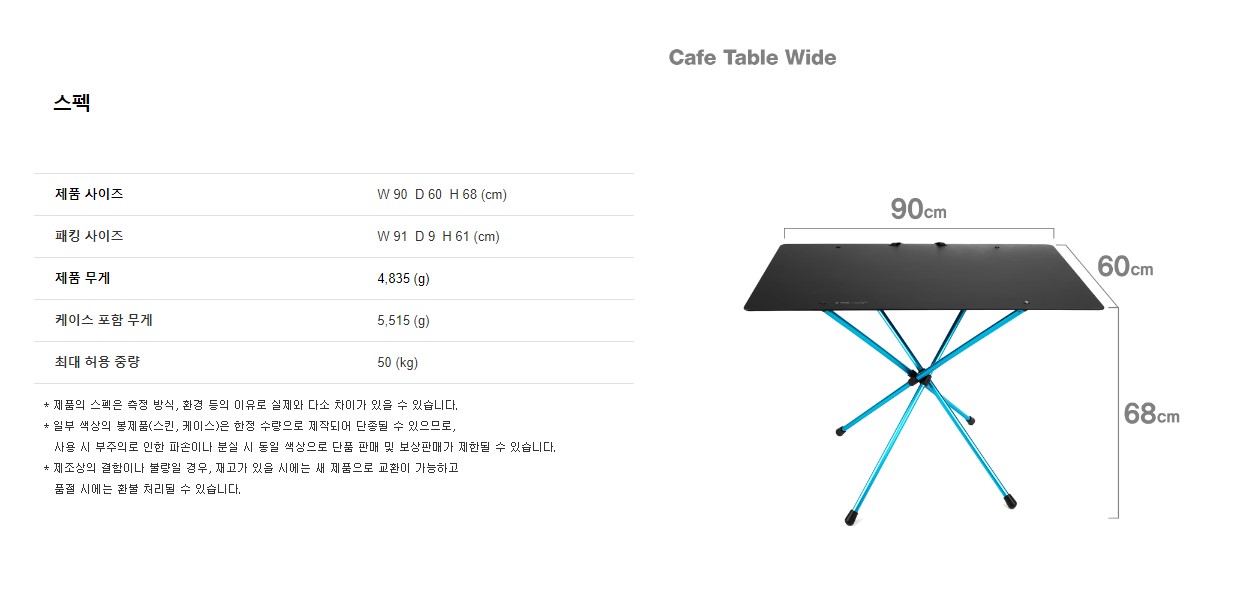 Cafe Table Wide
스펙
제품 사이즈 W 90 D 60 H 68 (cm)
패킹 사이즈 W 91 D 9 H 61 (cm)
제품 무게 4,835 (g)
케이스 포함 무게 5,515 (g)
최대 허용 중량 50 (kg)
* 제품의 스펙은 측정 방식, 환경 등의 이유로 실제와 다소 차이가 있을 수 있습니다.
* 일부 색상의 봉제품(스킨, 케이스)은 한정 수량으로 제작되어 단종될 수 있으므로,
사용 시 부주의로 인한 파손이나 분실 시 동일 색상으로 단품 판매 및 보상판매가 제한될 수 있습니다.
* 제조상의 결함이나 불량일 경우, 재고가 있을 시에는 새 제품으로 교환이 가능하고
품절 시에는 환불 처리될 수 있습니다.
90cm
60cm
68cm